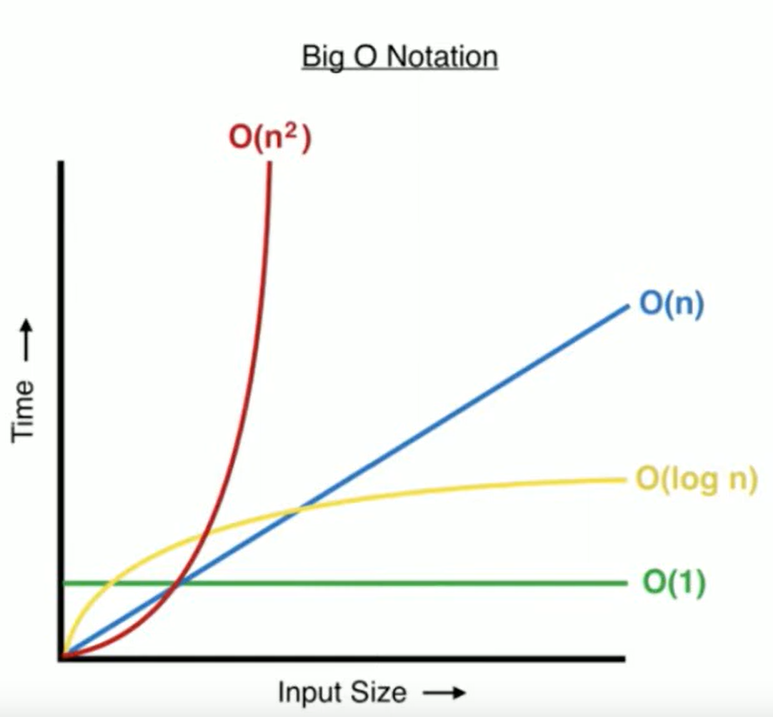 Big O Notation
O(n²)
O(n)
O(log n)
O(1)
Time →
Input Size →